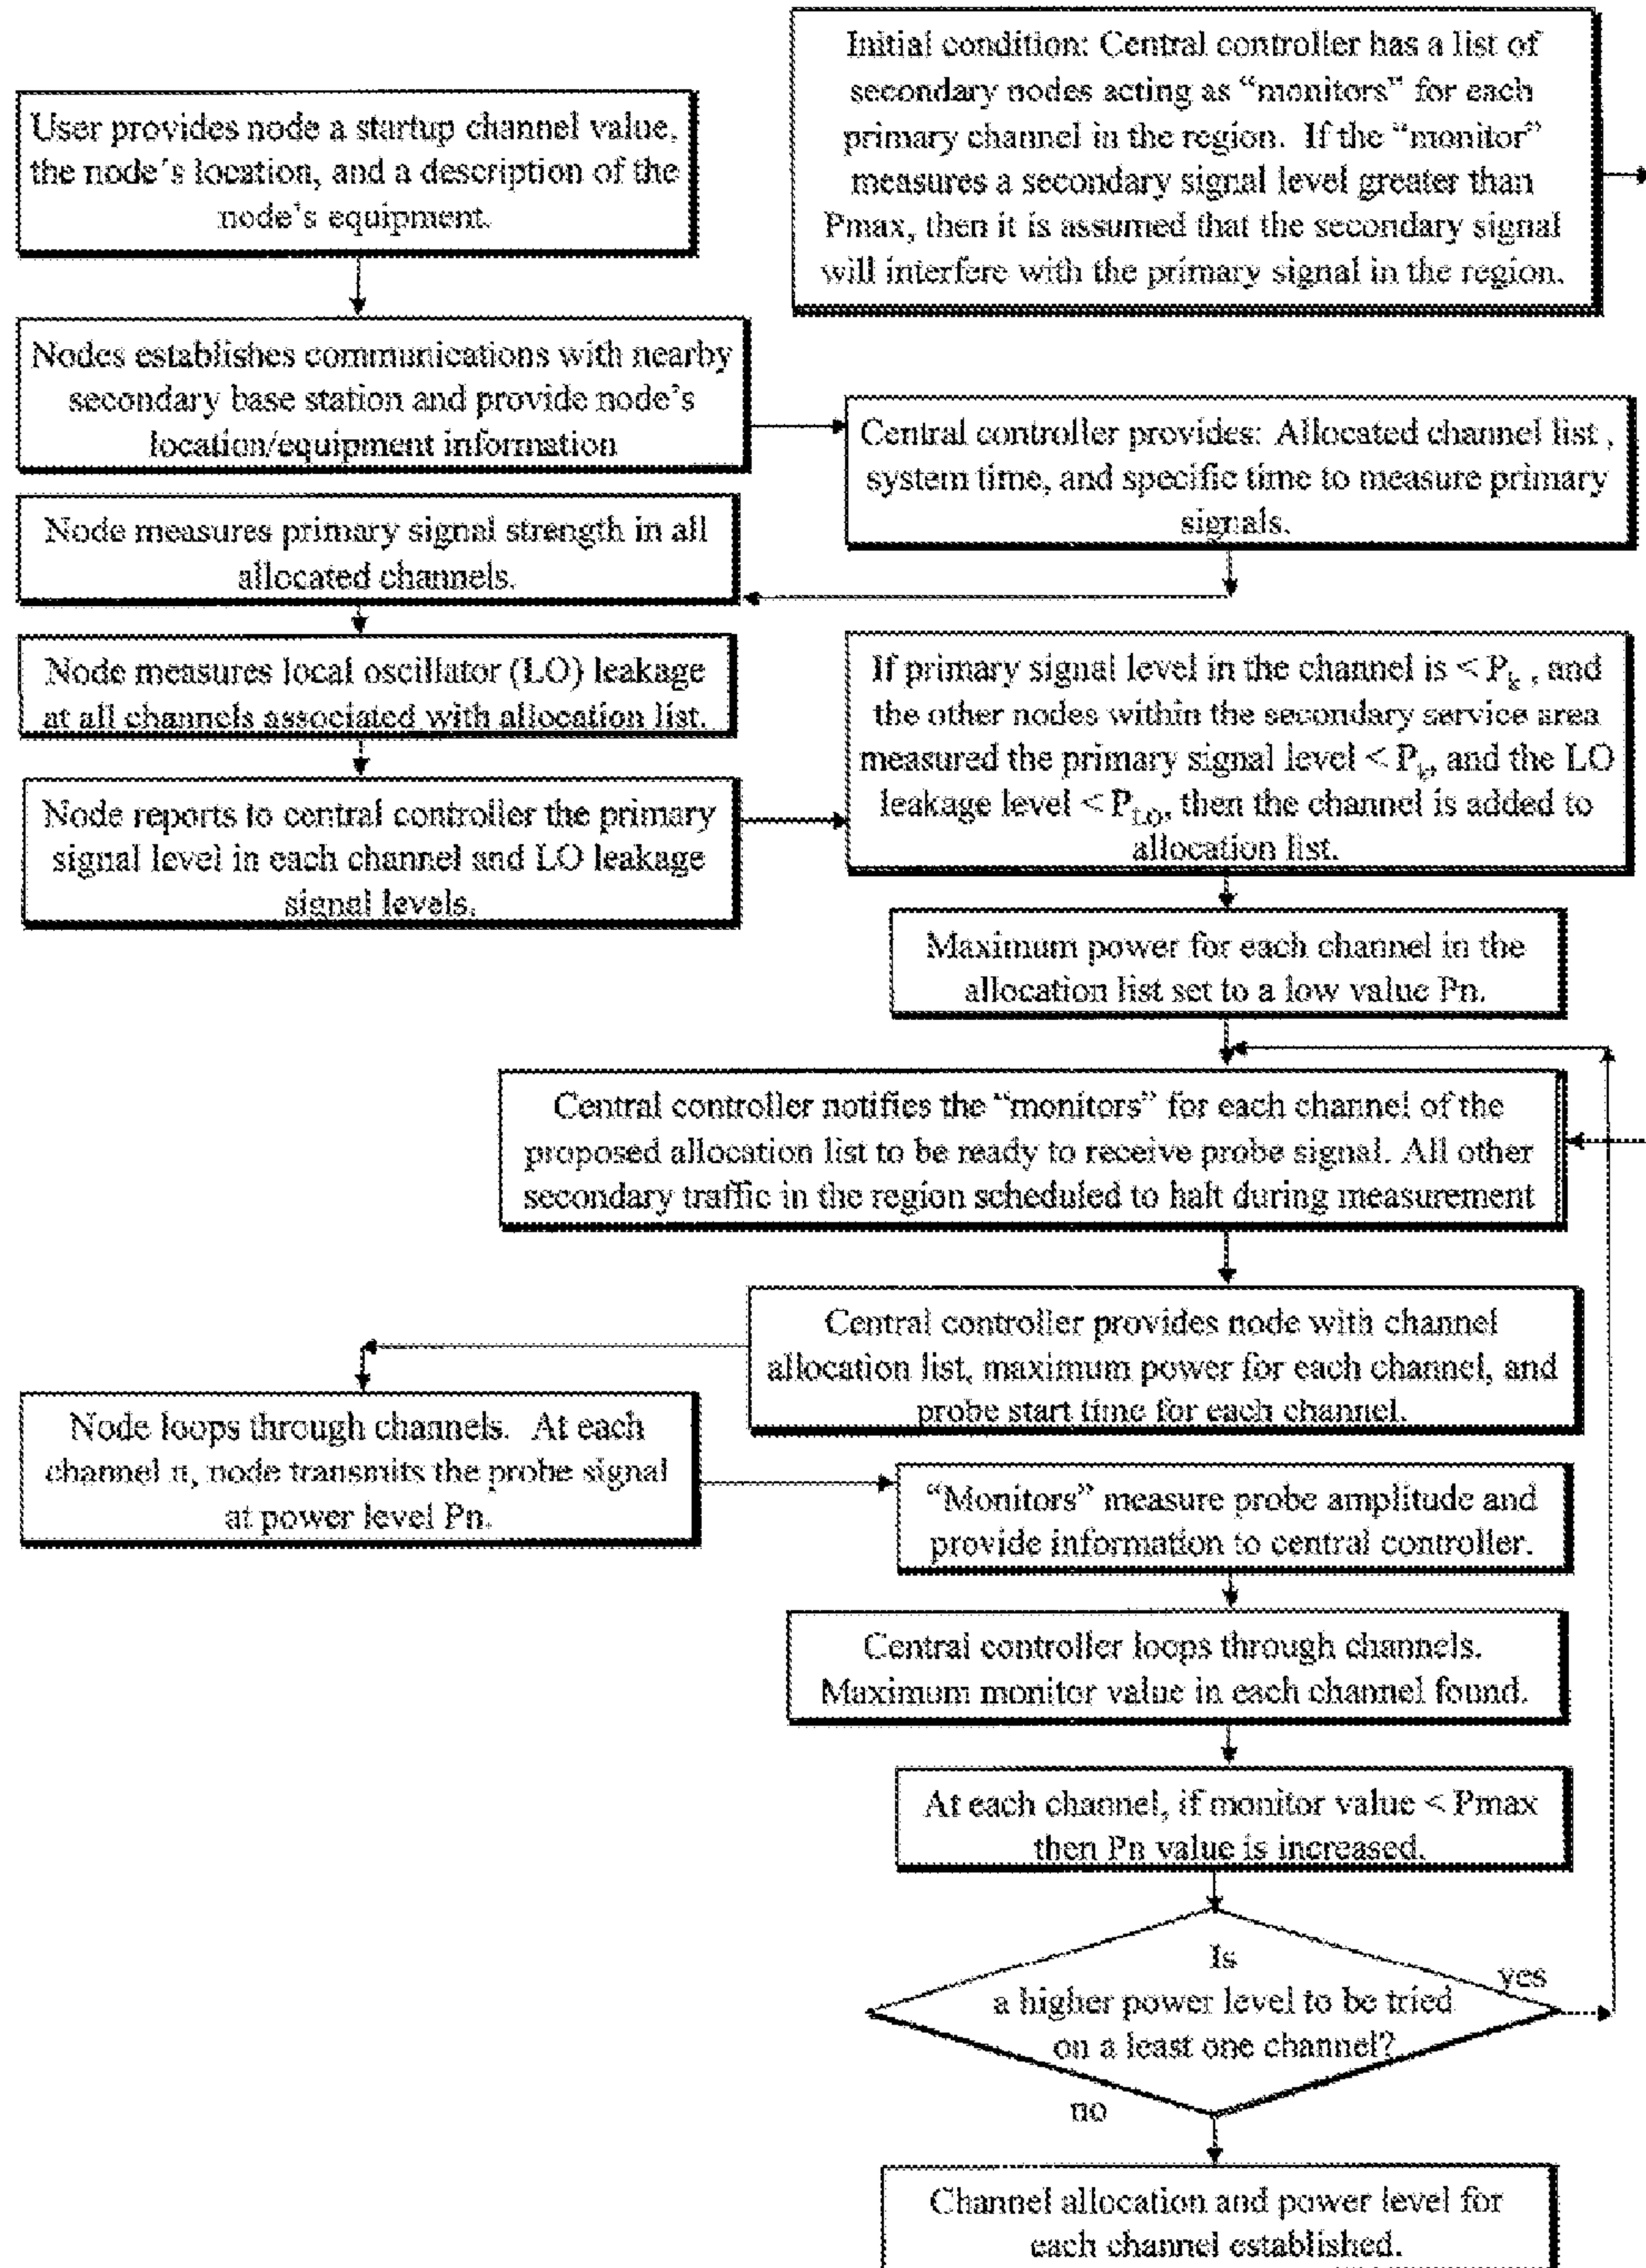 Initial condition: Central controller has a list of
secondary nodes acting as "monitors" for each
primary channel in the region. If the "monitor"
measures a secondary signal level greater than
Pmax, then it is assumed that the secondary signal
will interfere with the primary signal in the region.
User provides node a startup channel value,
the node's location, and a description of the
node's equipment.
Nodes establishes communications with nearby
secondary base station and provide node's
location/equipment information
Central controller provides: Allocated channel list,
system time, and specific time to measure primary
signals.
Node measures primary signal strength in all
allocated channels.
Node measures local oscillator (LO) leakage
at all channels associated with allocation list.
Node reports to central controller the primary
signal level in each channel and LO leakage
signal levels.
If primary signal level in the channel is < Pk, and
the other nodes within the secondary service area
measured the primary signal level < Pk, and the LO
leakage level < PLO, then the channel is added to
allocation list.
Maximum power for each channel in the
allocation list set to a low value Pn.
Central controller notifies the "monitors" for each channel of the
proposed allocation list to be ready to receive probe signal. All other
secondary traffic in the region scheduled to halt during measurement
Central controller provides node with channel
allocation list, maximum power for each channel, and
probe start time for each channel.
Node loops through channels. At each
channel n, node transmits the probe signal
at power level Pn.
"Monitors" measure probe amplitude and
provide information to central controller.
Central controller loops through channels.
Maximum monitor value in each channel found.
At each channel, if monitor value < Pmax
then Pn value is increased.
Is
a higher power level to be tried
on a least one channel?
yes
no
Channel allocation and power level for
each channel established.